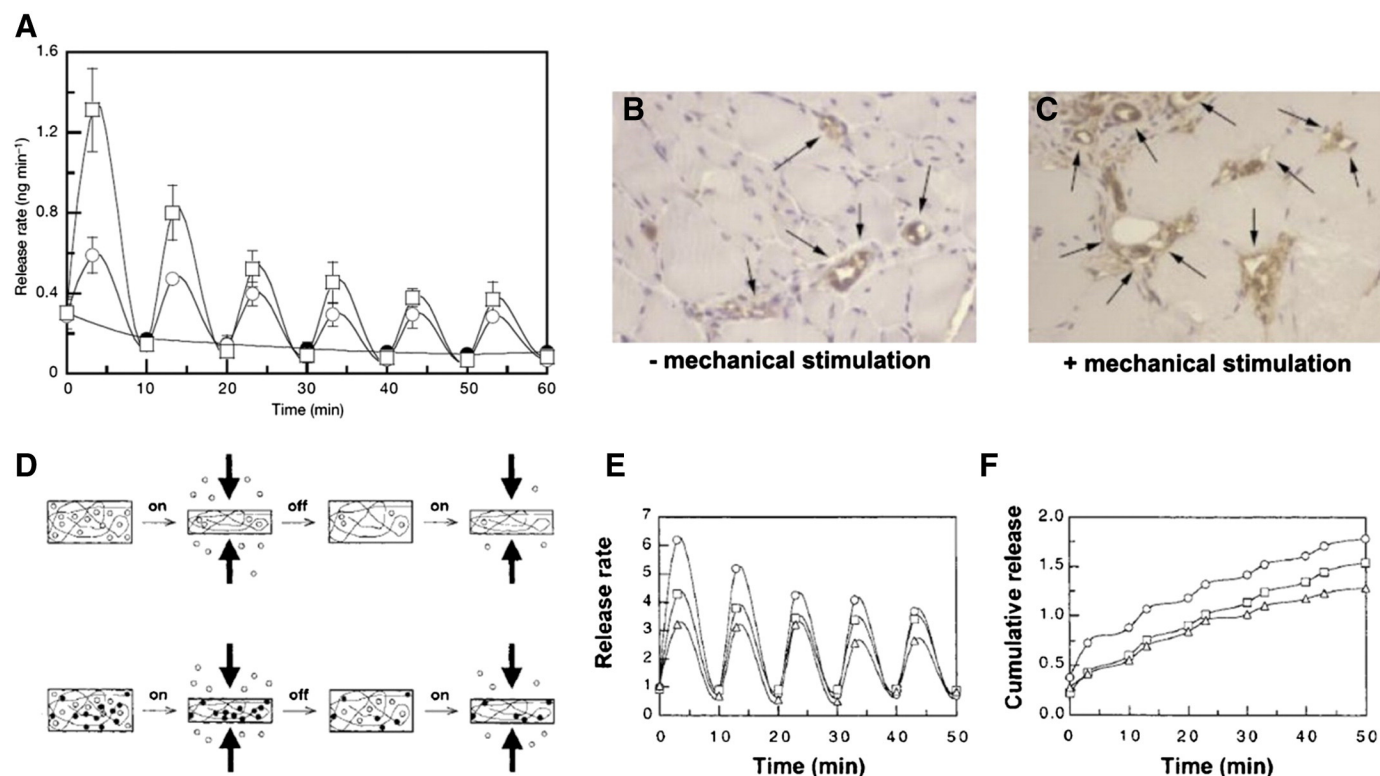 A
1.6
1.2
0.8
0.4
0
Release rate (ng min⁻¹)
0 10 20 30 40 50 60
Time (min)
B
- mechanical stimulation
C
+ mechanical stimulation
D
on off on
on off on
E
7
6
5
4
3
2
1
0
Release rate
0 10 20 30 40 50
Time (min)
F
2.0
1.5
1.0
0.5
0.0
Cumulative release
0 10 20 30 40 50
Time (min)